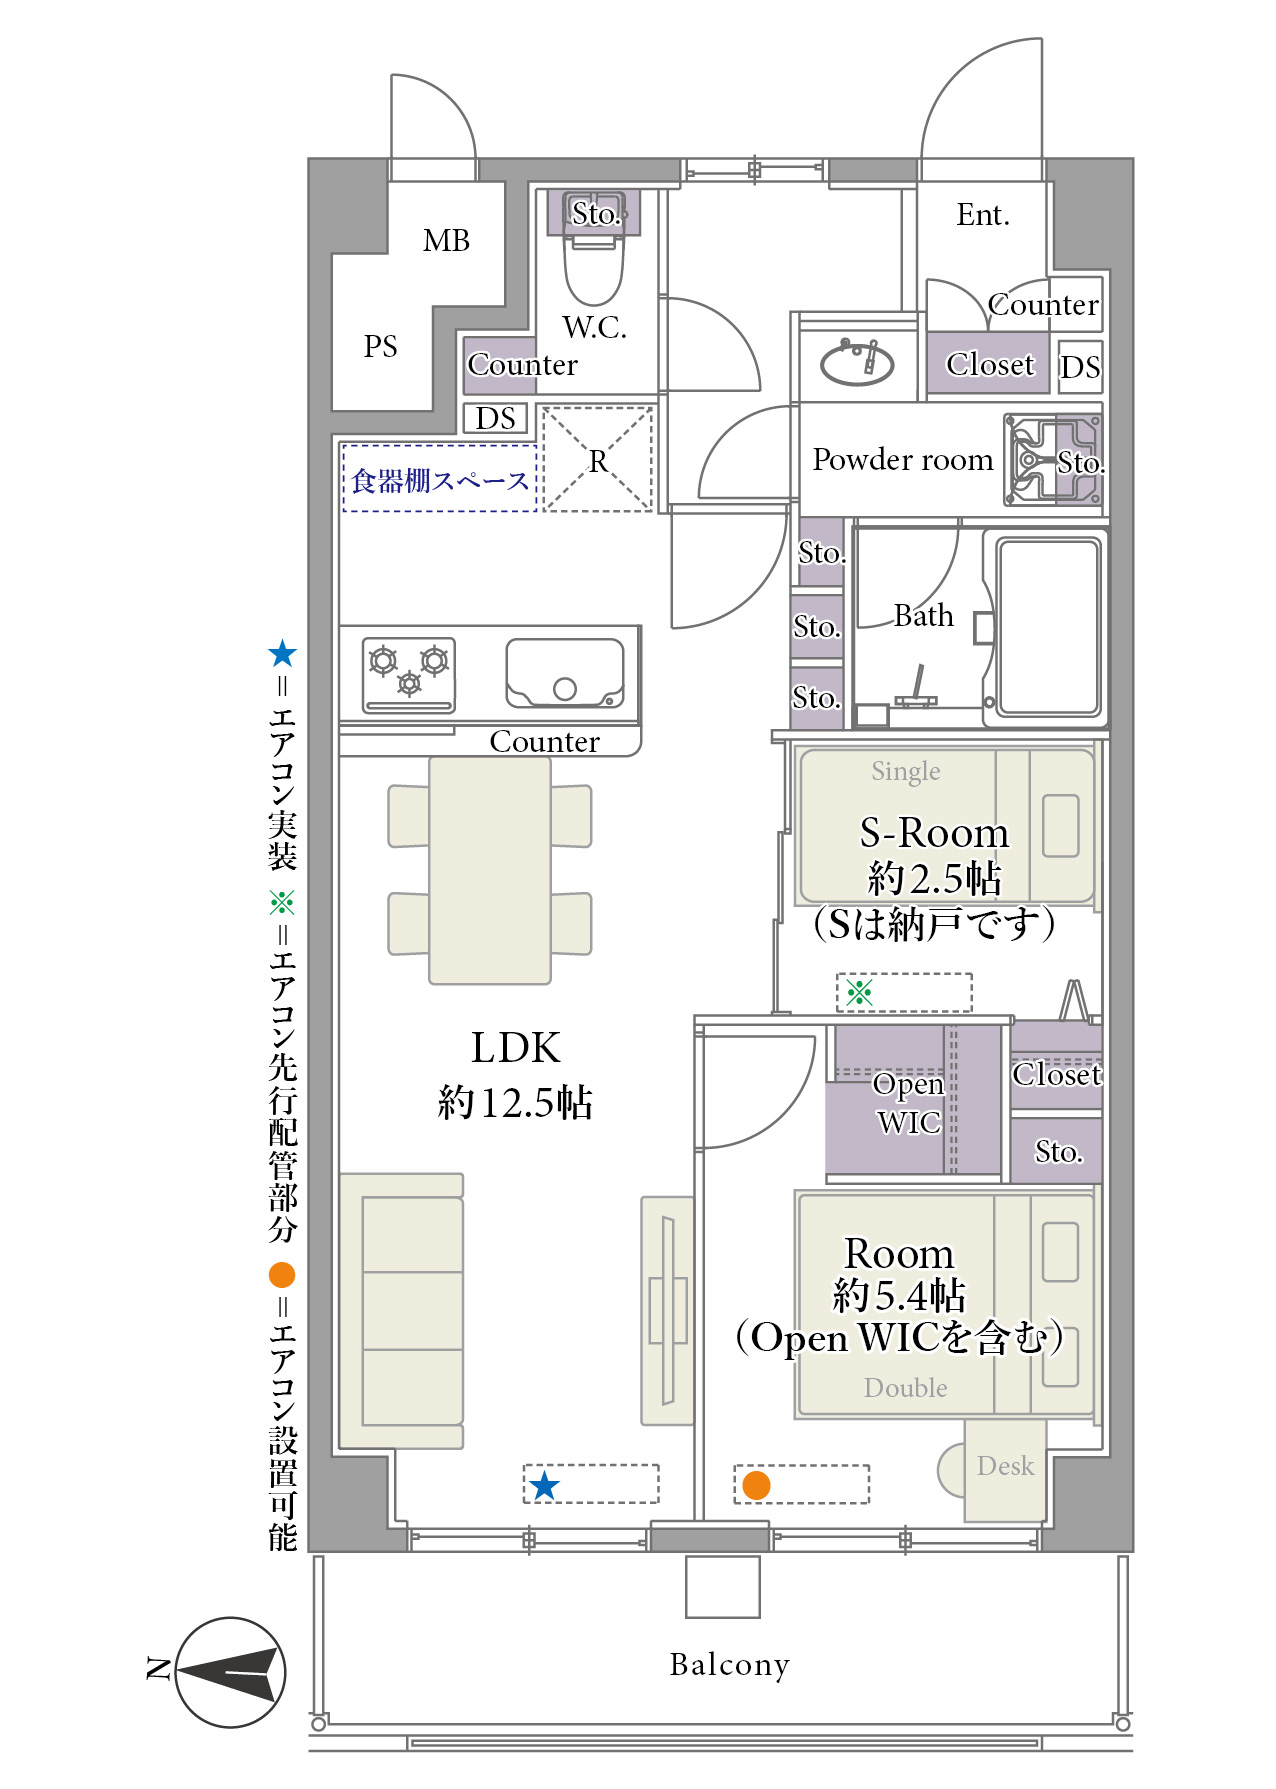 MB
Sto.
Ent.
W.C.
Counter
PS
Counter
Closet
DS
DS
食器棚スペース
R
Powder room
Sto.
Sto.
Bath
Sto.
Sto.
Counter
Single
S-Room
約2.5帖
(Sは納戸です)
※
LDK
約12.5帖
Open
WIC
Closet
Sto.
Room
約5.4帖
(Open WICを含む)
Double
Desk
★
●
Balcony
N
★=エアコン実装 ※=エアコン先行配管部分 ●=エアコン設置可能